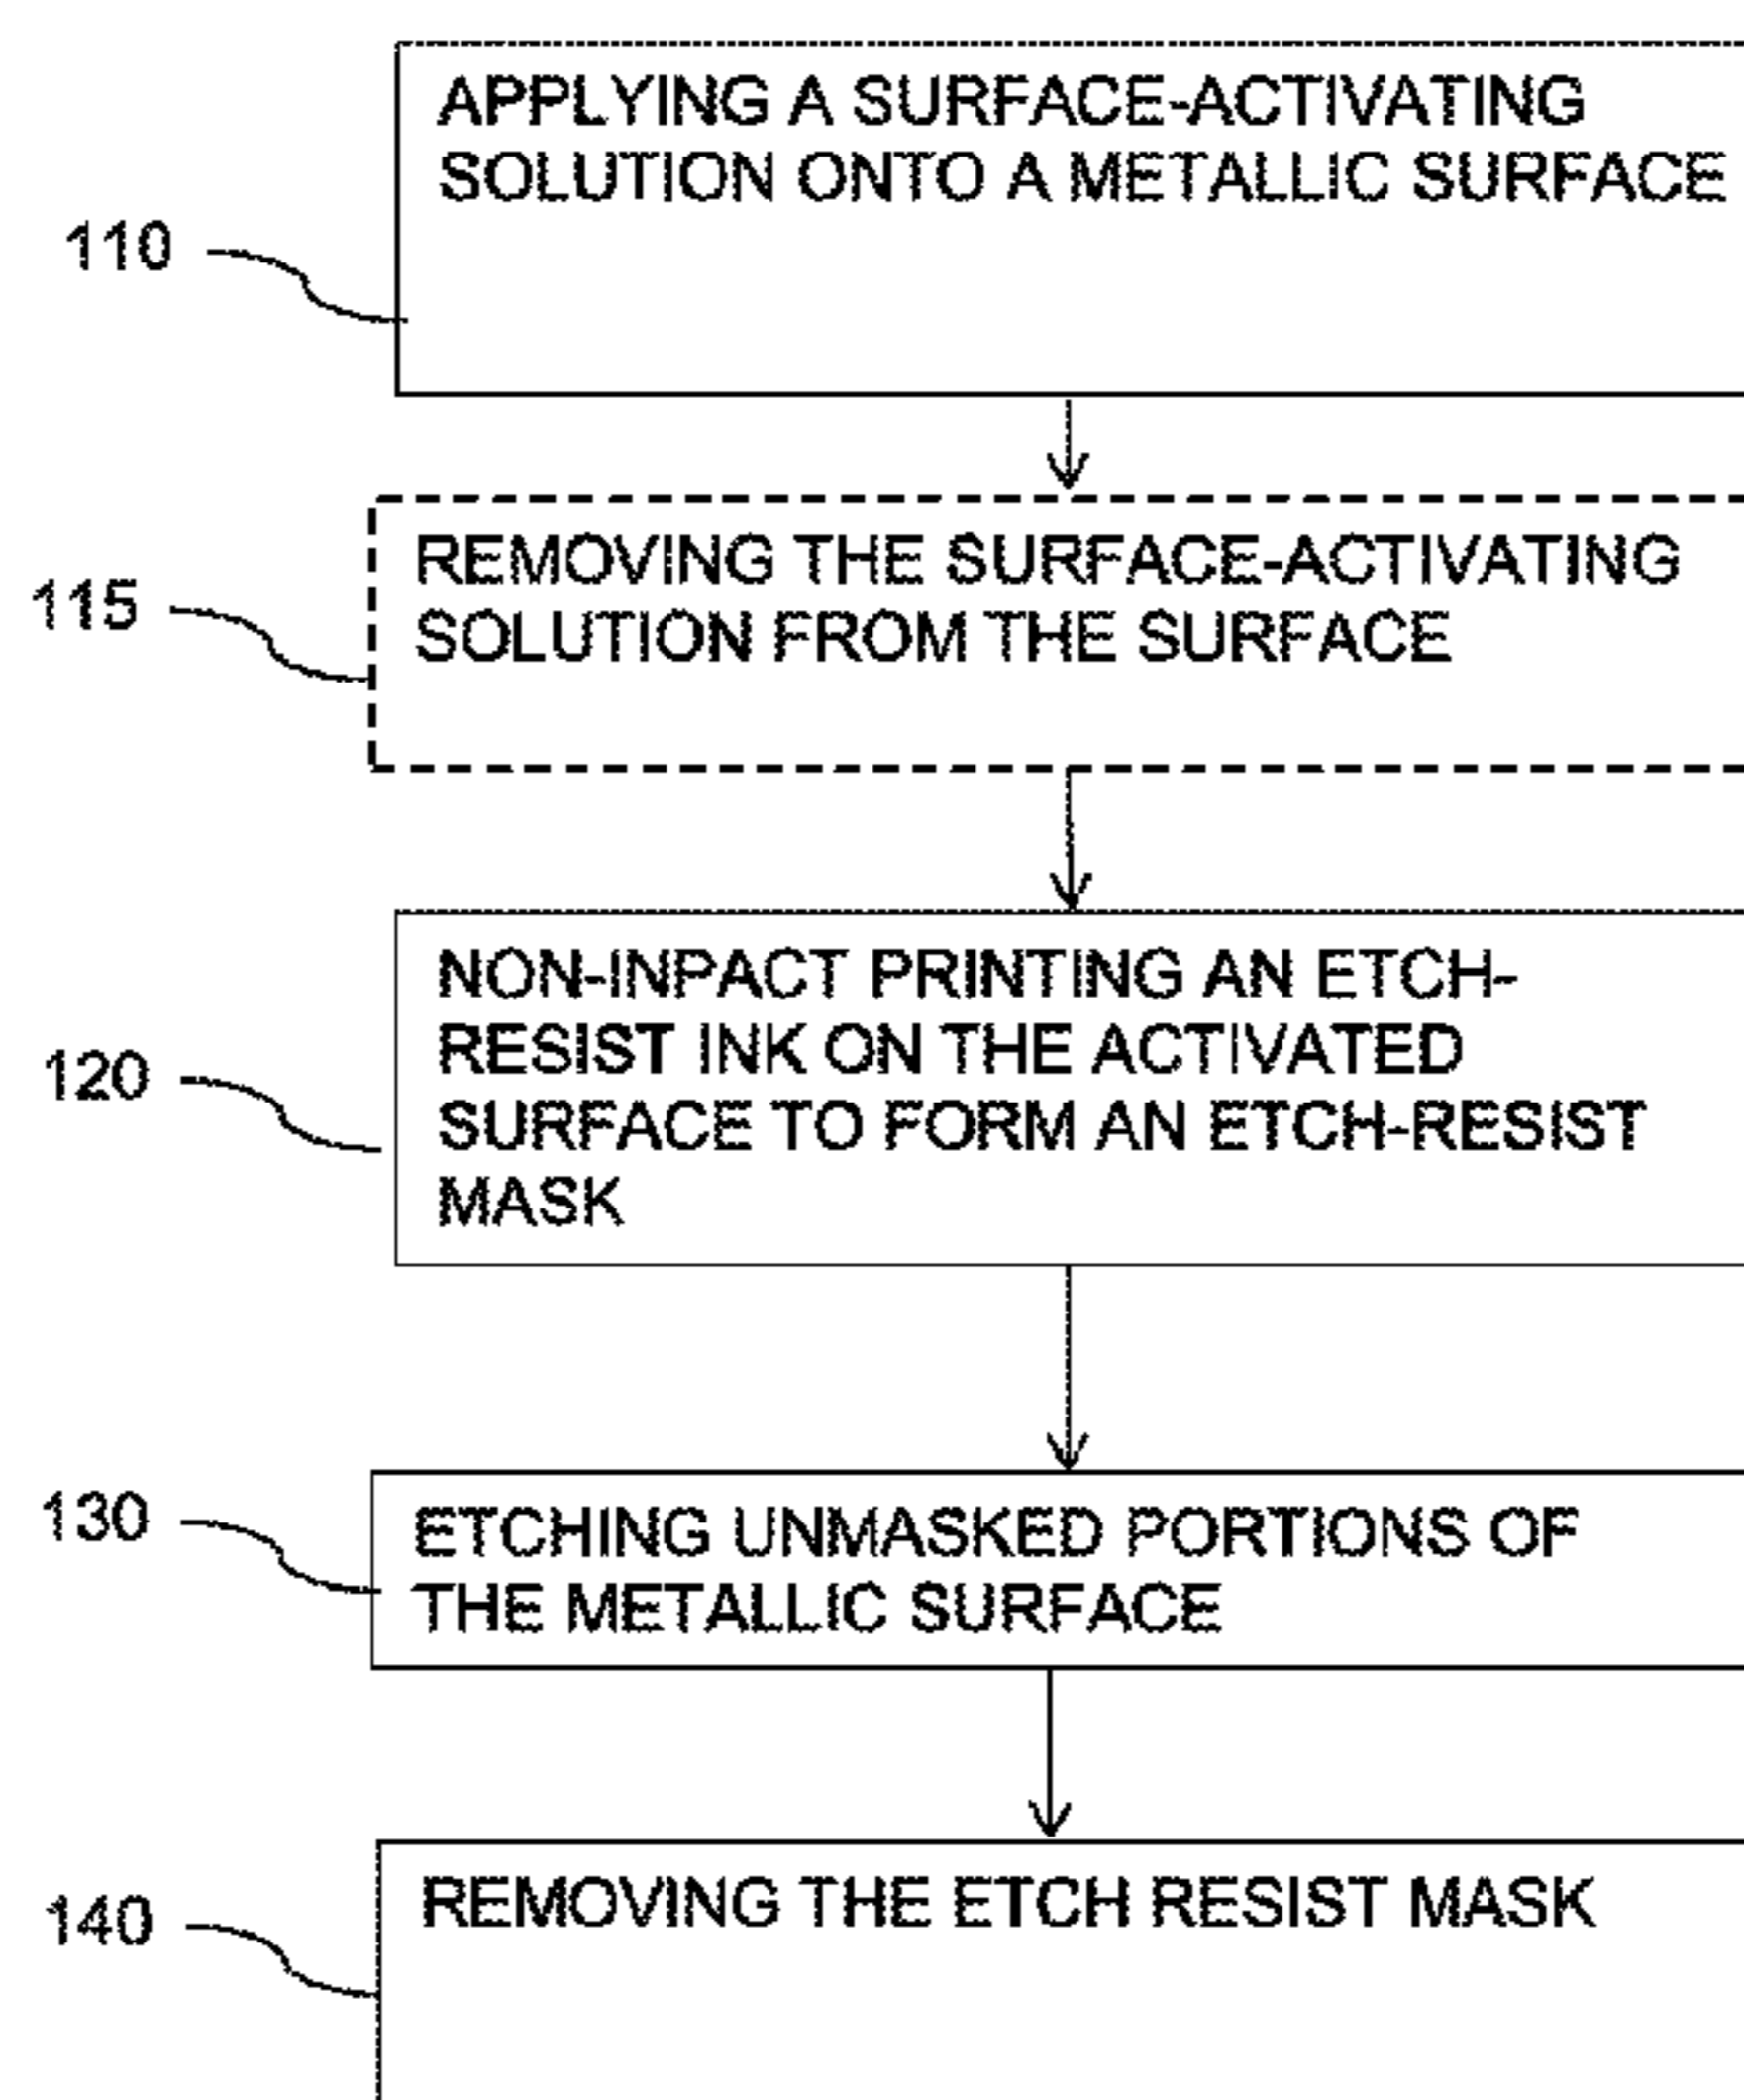 APPLYING A SURFACE-ACTIVATING
SOLUTION ONTO A METALLIC SURFACE
110
REMOVING THE SURFACE-ACTIVATING
SOLUTION FROM THE SURFACE
115
NON-INPACT PRINTING AN ETCH-
RESIST INK ON THE ACTIVATED
SURFACE TO FORM AN ETCH-RESIST
MASK
120
ETCHING UNMASKED PORTIONS OF
THE METALLIC SURFACE
130
REMOVING THE ETCH RESIST MASK
140